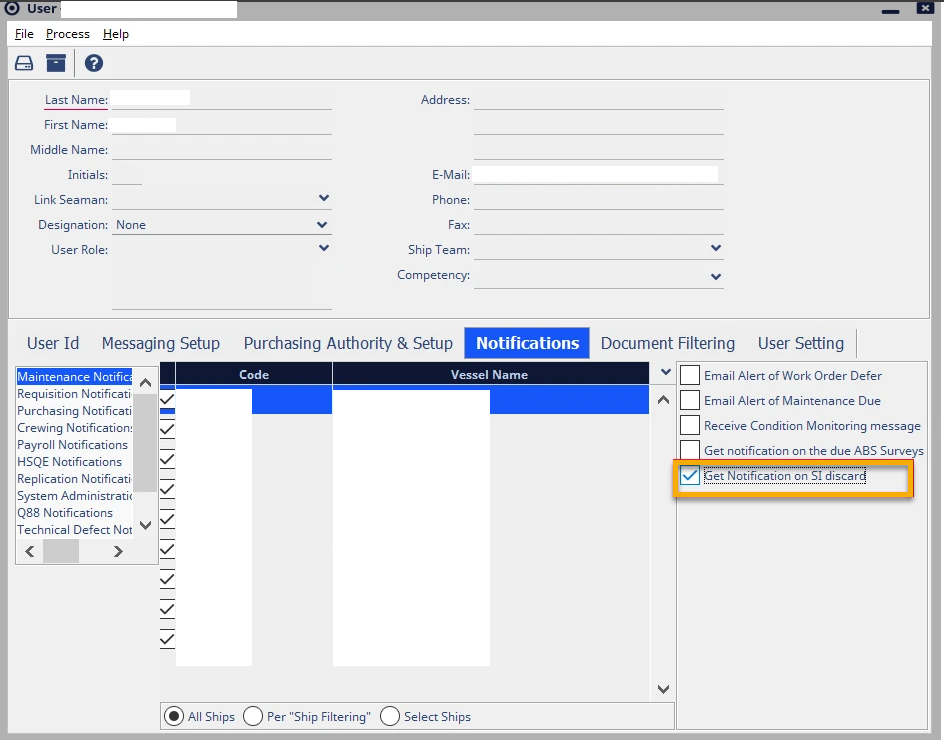 User
File Process Help
Last Name:
First Name:
Middle Name:
Initials:
Link Seaman:
Designation: None
User Role:
Address:
E-Mail:
Phone:
Fax:
Ship Team:
Competency:
User Id Messaging Setup Purchasing Authority & Setup Notifications Document Filtering User Setting
Maintenance Notifica
Requisition Notificati
Purchasing Notificati
Crewing Notifications
Payroll Notifications
HSQE Notifications
Replication Notificati
System Administratio
Q88 Notifications
Technical Defect Not
Code Vessel Name
All Ships Per "Ship Filtering" Select Ships
Email Alert of Work Order Defer
Email Alert of Maintenance Due
Receive Condition Monitoring message
Get notification on the due ABS Surveys
Get Notification on SI discard